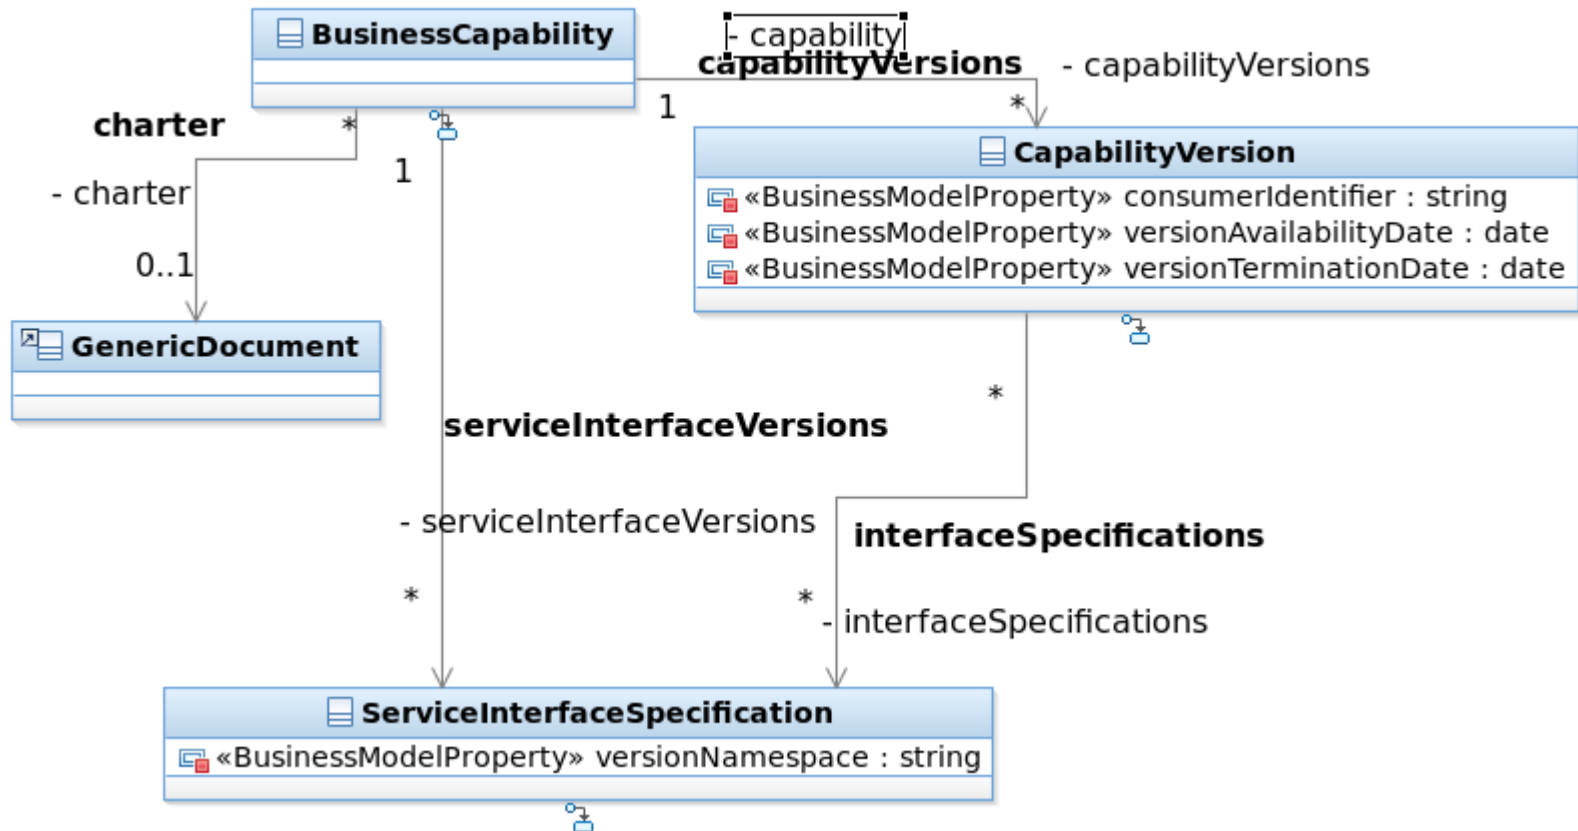 BusinessCapability
- capability
capabilityVersions
- capabilityVersions
1
*
charter
*
1
- charter
0..1
CapabilityVersion
«BusinessModelProperty» consumerIdentifier : string
«BusinessModelProperty» versionAvailabilityDate : date
«BusinessModelProperty» versionTerminationDate : date
GenericDocument
*
serviceInterfaceVersions
- serviceInterfaceVersions
interfaceSpecifications
*
*
- interfaceSpecifications
ServiceInterfaceSpecification
«BusinessModelProperty» versionNamespace : string